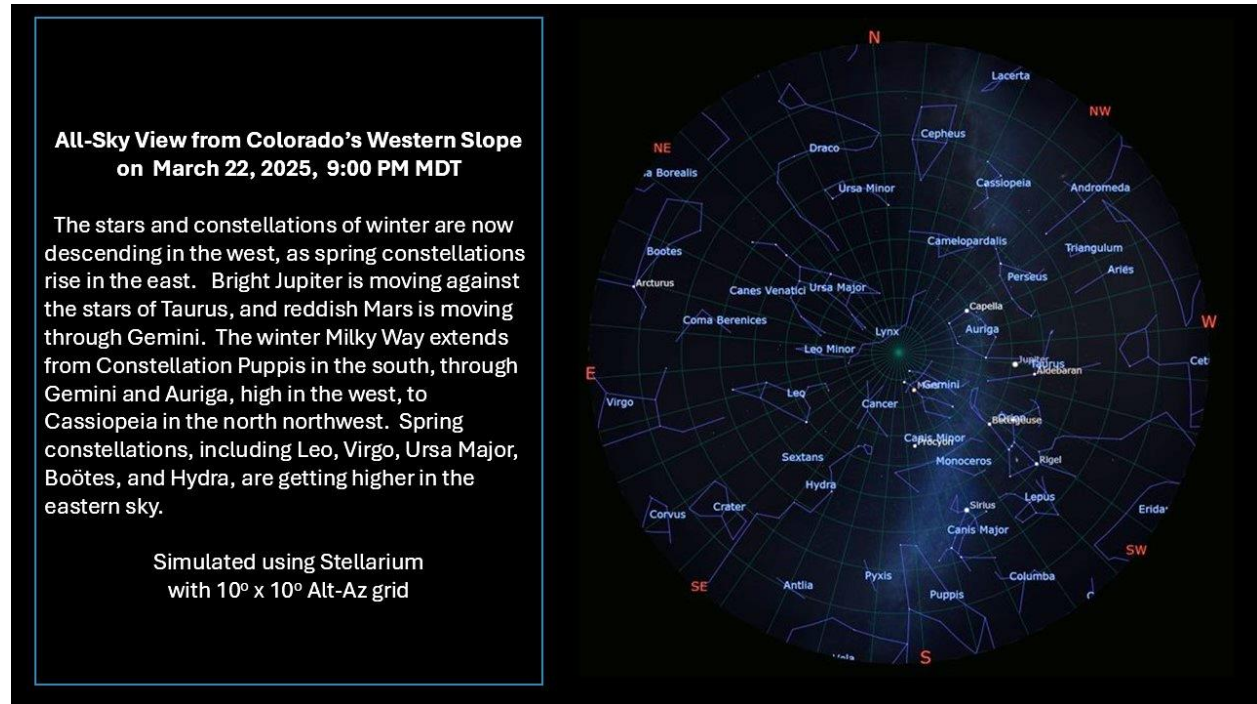 All-Sky View from Colorado's Western Slope
on March 22, 2025, 9:00 PM MDT
The stars and constellations of winter are now
descending in the west, as spring constellations
rise in the east. Bright Jupiter is moving against
the stars of Taurus, and reddish Mars is moving
through Gemini. The winter Milky Way extends
from Constellation Puppis in the south, through
Gemini and Auriga, high in the west, to
Cassiopeia in the north northwest. Spring
constellations, including Leo, Virgo, Ursa Major,
Boötes, and Hydra, are getting higher in the
eastern sky.
Simulated using Stellarium
with 10º x 10º Alt-Az grid
N
Lacerta
NW
Cepheus
NE
Draco
a Borealis
Ursa Minor
Cassiopeia
Andromeda
Camelopardalis
Triangulum
Bootes
Aries
Perseus
Arcturus
Canes Venatici
Ursa Major
Capella
Coma Berenices
Lynx
Auriga
W
Leo Minor
Jupiter
Taurus
Cet
Aldebaran
E
Gemini
Leo
Virgo
Cancer
Orion
Betelgeuse
Canis Minor
Procyon
Sextans
Monoceros
Rigel
Hydra
Lepus
Crater
Sirius
Corvus
Erida
Canis Major
SW
Pyxis
Columba
SE
Antlia
Puppis
S